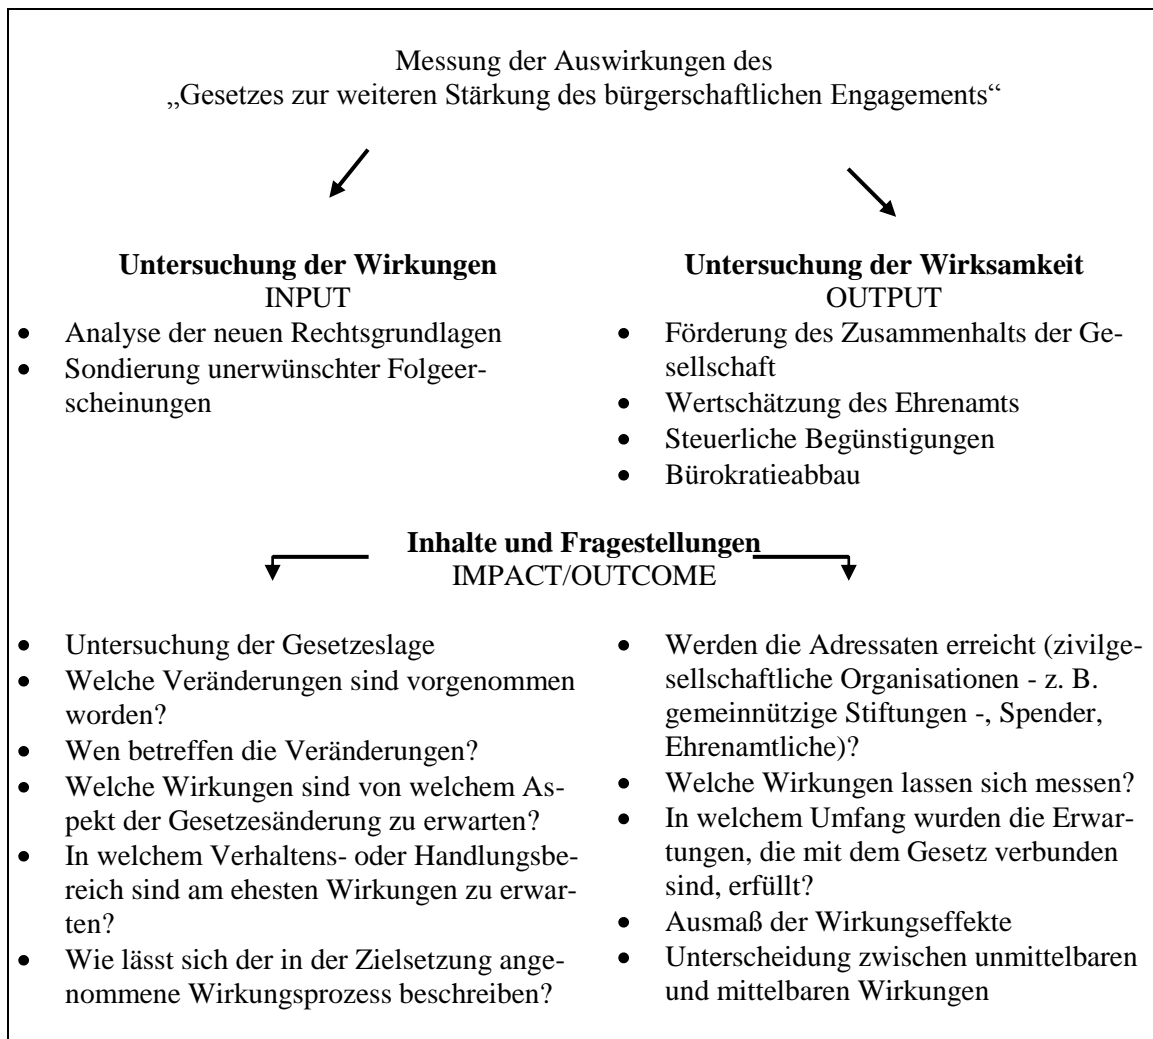 Messung der Auswirkungen des
„Gesetzes zur weiteren Stärkung des bürgerschaftlichen Engagements“
Untersuchung der Wirkungen
INPUT
• Analyse der neuen Rechtsgrundlagen
• Sondierung unerwünschter Folgeer-
scheinungen
Untersuchung der Wirksamkeit
OUTPUT
• Förderung des Zusammenhalts der Ge-
sellschaft
• Wertschätzung des Ehrenamts
• Steuerliche Begünstigungen
• Bürokratieabbau
Inhalte und Fragestellungen
IMPACT/OUTCOME
• Untersuchung der Gesetzeslage
• Welche Veränderungen sind vorgenommen
worden?
• Wen betreffen die Veränderungen?
• Welche Wirkungen sind von welchem As-
pekt der Gesetzesänderung zu erwarten?
• In welchem Verhaltens- oder Handlungsbe-
reich sind am ehesten Wirkungen zu erwar-
ten?
• Wie lässt sich der in der Zielsetzung ange-
nommene Wirkungsprozess beschreiben?
• Werden die Adressaten erreicht (zivilge-
sellschaftliche Organisationen - z. B.
gemeinnützige Stiftungen -, Spender,
Ehrenamtliche)?
• Welche Wirkungen lassen sich messen?
• In welchem Umfang wurden die Erwar-
tungen, die mit dem Gesetz verbunden
sind, erfüllt?
• Ausmaß der Wirkungseffekte
• Unterscheidung zwischen unmittelbaren
und mittelbaren Wirkungen